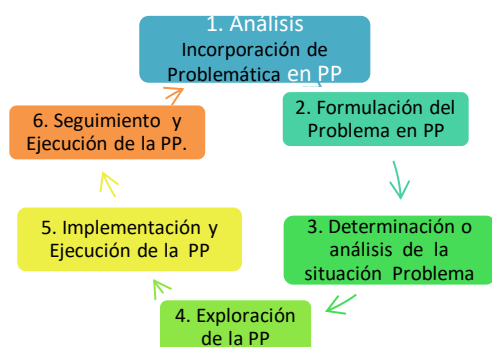 1. Análisis
Incorporación de
Problemática en PP
2. Formulación del
Problema en PP
3. Determinación o
análisis de la
situación Problema
4. Exploración
de la PP
5. Implementación y
Ejecución de la PP
6. Seguimiento y
Ejecución de la PP.